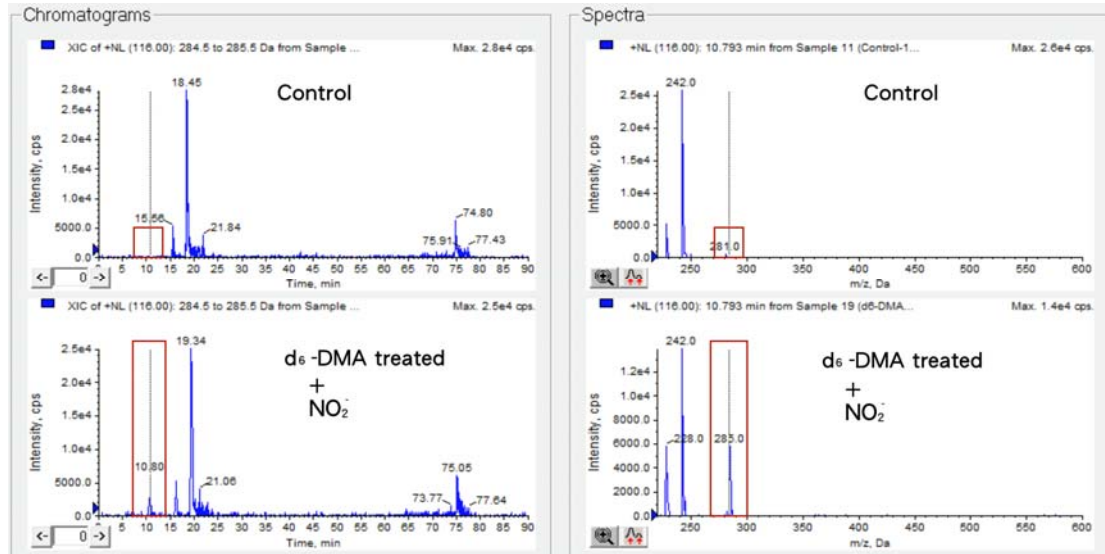 Chromatograms
XIC of +NL (116.00): 284.5 to 285.5 Da from Sample ...
Max. 2.8e4 cps.
Control
18.45
15.56
21.84
74.80
75.91
77.43
2.8e4
2.5e4
2.0e4
1.5e4
1.0e4
5000.0
0.0
Intensity, cps
5 10 15 20 25 30 35 40 45 50 55 60 65 70 75 80 85 90
Time, min
<- 0 ->
XIC of +NL (116.00): 284.5 to 285.5 Da from Sample ...
Max. 2.5e4 cps.
d6 -DMA treated
+
NO2-
19.34
10.80
21.06
75.05
73.77
77.64
2.5e4
2.0e4
1.5e4
1.0e4
5000.0
0.0
Intensity, cps
5 10 15 20 25 30 35 40 45 50 55 60 65 70 75 80 85 90
Time, min
<- 0 ->
Spectra
+NL (116.00): 10.793 min from Sample 11 (Control-1...
Max. 2.6e4 cps.
Control
242.0
281.0
2.5e4
2.0e4
1.5e4
1.0e4
5000.0
0.0
Intensity, cps
250 300 350 400 450 500 550 600
m/z, Da
+NL (116.00): 10.793 min from Sample 19 (d6-DMA...
Max. 1.4e4 cps.
d6 -DMA treated
+
NO2-
242.0
228.0
285.0
1.2e4
1.0e4
8000.0
6000.0
4000.0
2000.0
0.0
Intensity, cps
250 300 350 400 450 500 550 600
m/z, Da